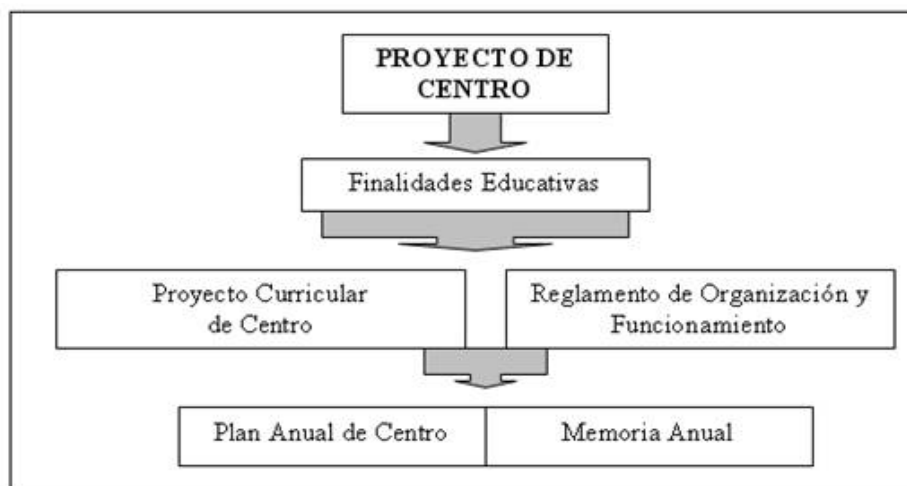 PROYECTO DE
CENTRO
Finalidades Educativas
Proyecto Curricular
de Centro
Reglamento de Organización y
Funcionamiento
Plan Anual de Centro
Memoria Anual